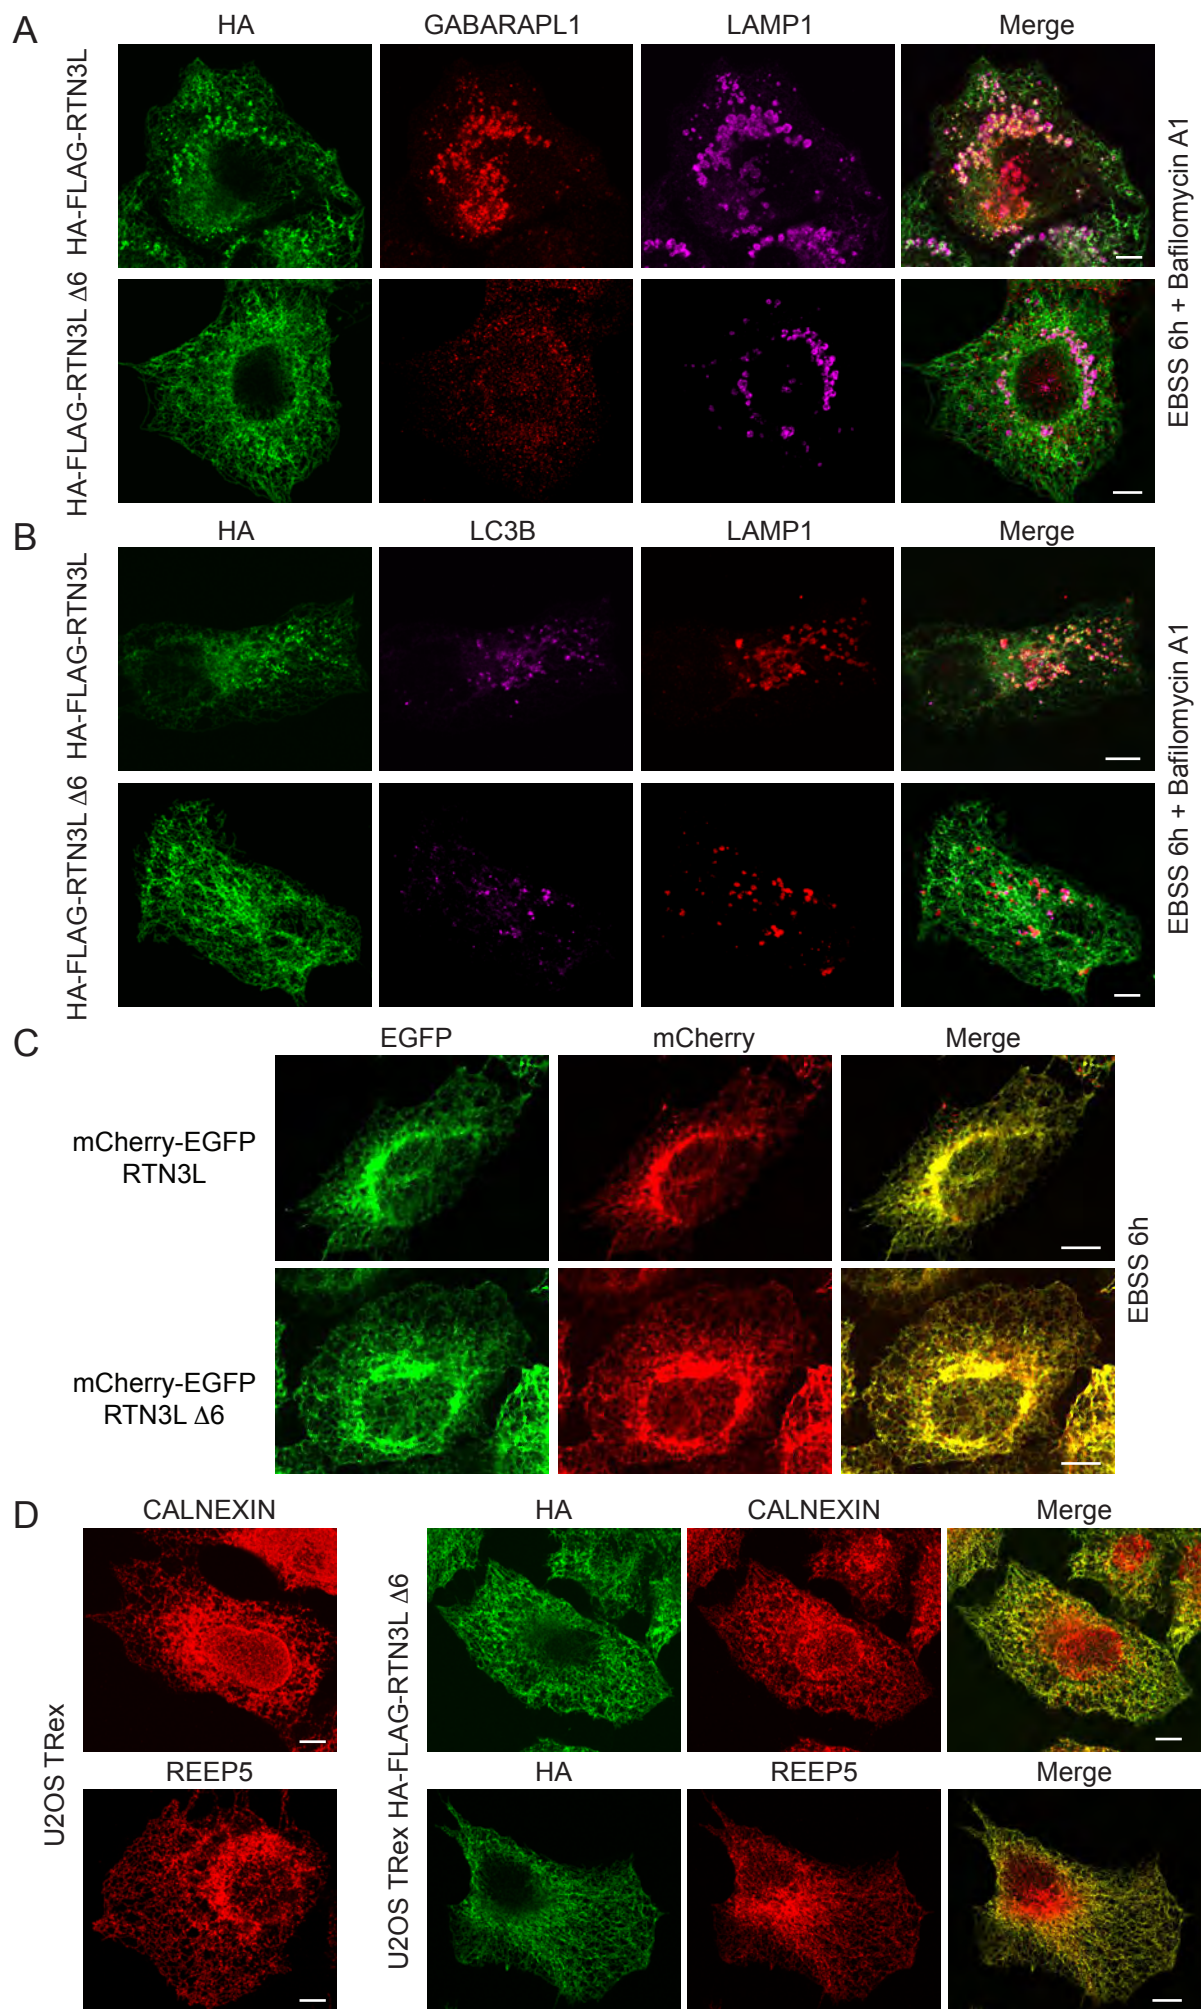 A
HA
GABARAPL1
LAMP1
Merge
HA-FLAG-RTN3L
HA-FLAG-RTN3L Δ6
EBSS 6h + Bafilomycin A1
B
HA
LC3B
LAMP1
Merge
HA-FLAG-RTN3L
HA-FLAG-RTN3L Δ6
EBSS 6h + Bafilomycin A1
C
EGFP
mCherry
Merge
mCherry-EGFP
RTN3L
mCherry-EGFP
RTN3L Δ6
EBSS 6h
D
CALNEXIN
HA
CALNEXIN
Merge
U2OS TRex
U2OS TRex HA-FLAG-RTN3L Δ6
REEP5
HA
REEP5
Merge